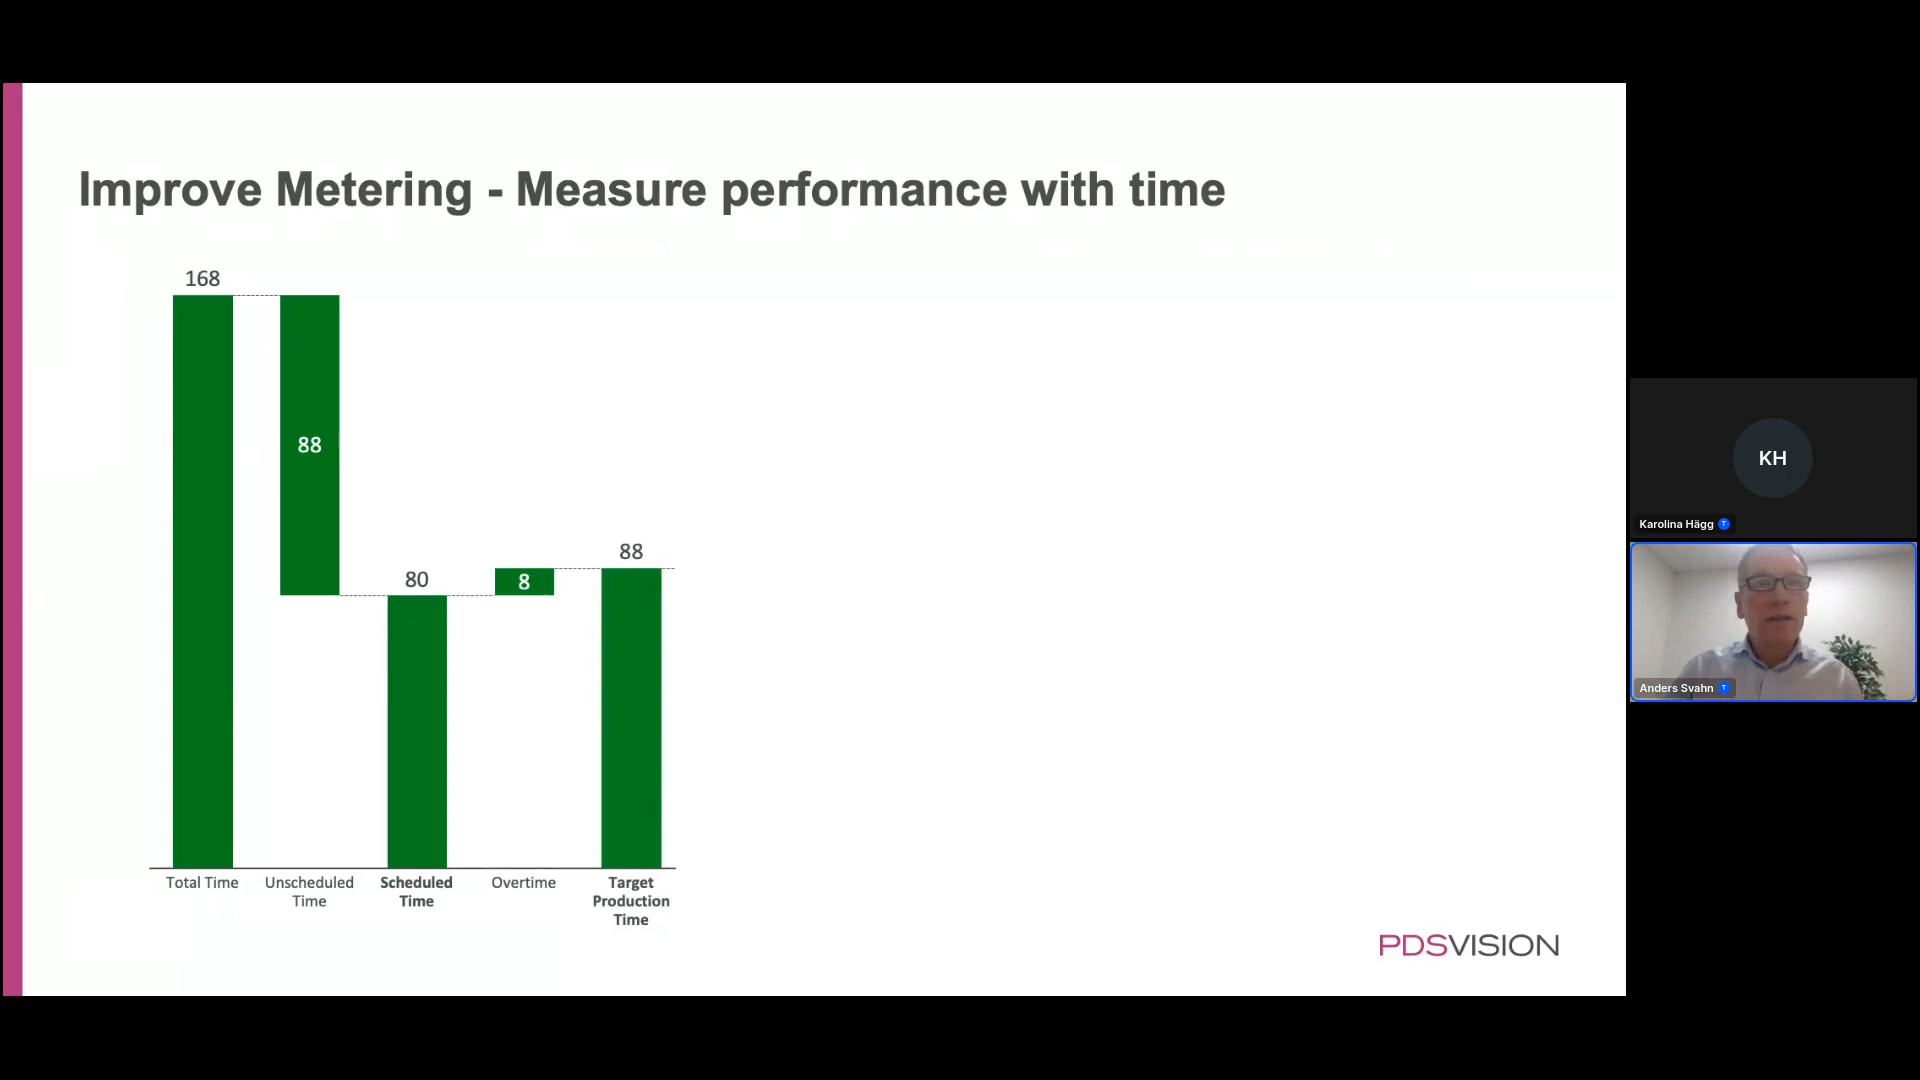 Improve Metering - Measure performance with time
168
88
80
8
88
Total Time
Unscheduled
Time
Scheduled
Time
Overtime
Target
Production
Time
PDSVISION
KH
Karolina Hägg
T
Anders Svahn
T